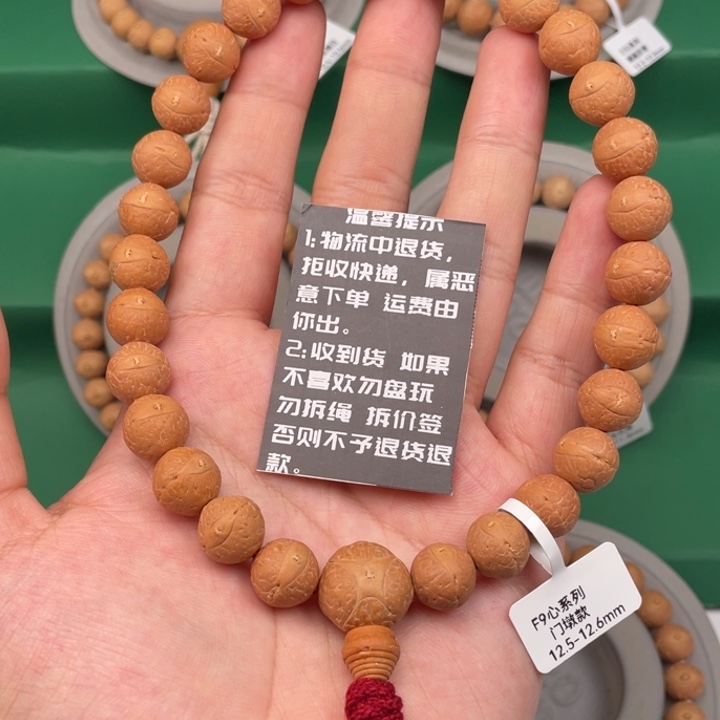 温馨提示
1:物流中退货,
拒收快递,属恶
意下单 运费由
你出。
2:收到货 如果
不喜欢勿盘玩
勿拆绳 拆价签
否则不予退货退
款。
F9心系列
门墩款
12.5-12.6mm